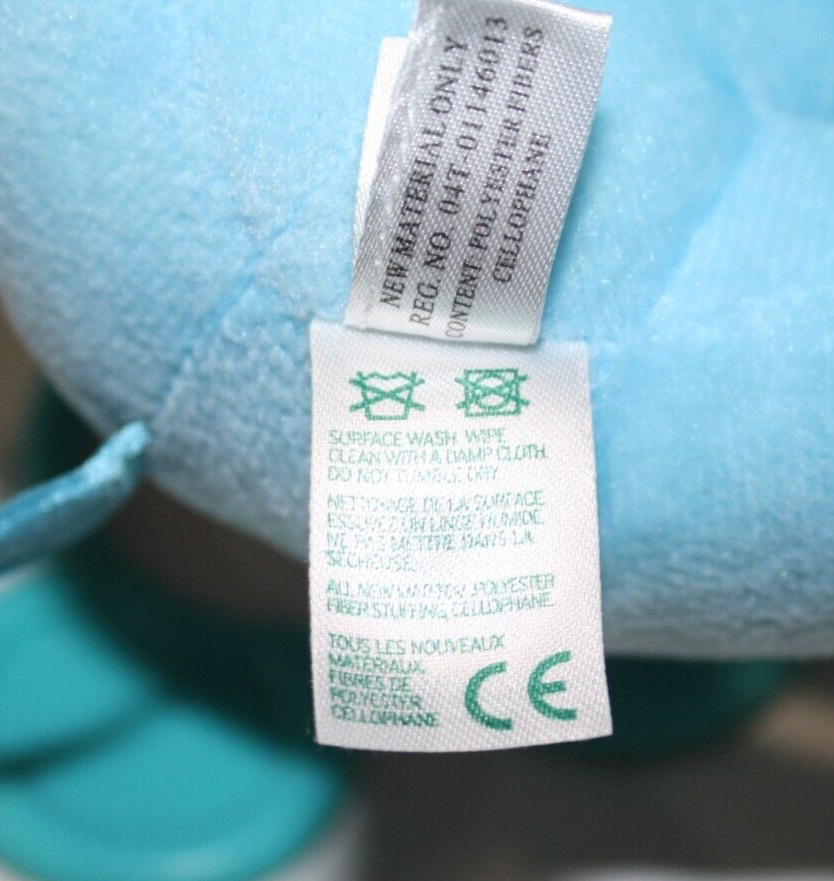 NEW MATERIAL ONLY
REG. NO. 04T-01146013
CONTENT: POLYESTER FIBERS
CELLOPHANE
SURFACE WASH WIPE
CLEAN WITH A DAMP CLOTH.
DO NOT TUMBLE DRY.
NETTOYAGE DE LA SURFACE
ESSUYEZ UN LINGE HUMIDE.
NE PAS METTRE DANS LA
SECHEUSE.
ALL NEW POLYESTER
FIBER STUFFING, CELLOPHANE.
TOUS LES NOUVEAUX
MATERIAUX,
FIBRES DE
POLYESTER
CELLOPHANE
CE